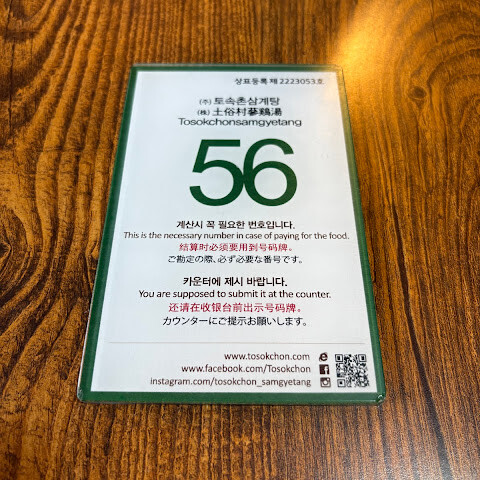 상표등록 제 2223053호
(주) 토속촌삼계탕
(株) 土俗村蔘鶏湯
Tosokchonsamgyetang
56
계산시 꼭 필요한 번호입니다.
This is the necessary number in case of paying for the food.
结算时必须要用到号码牌。
ご勘定の際、必ず必要な番号です。
카운터에 제시 바랍니다.
You are supposed to submit it at the counter.
还请在收银台前出示号码牌。
カウンターにご提示お願いします。
www.tosokchon.com
www.facebook.com/Tosokchon
instagram.com/tosokchon_samgyetang